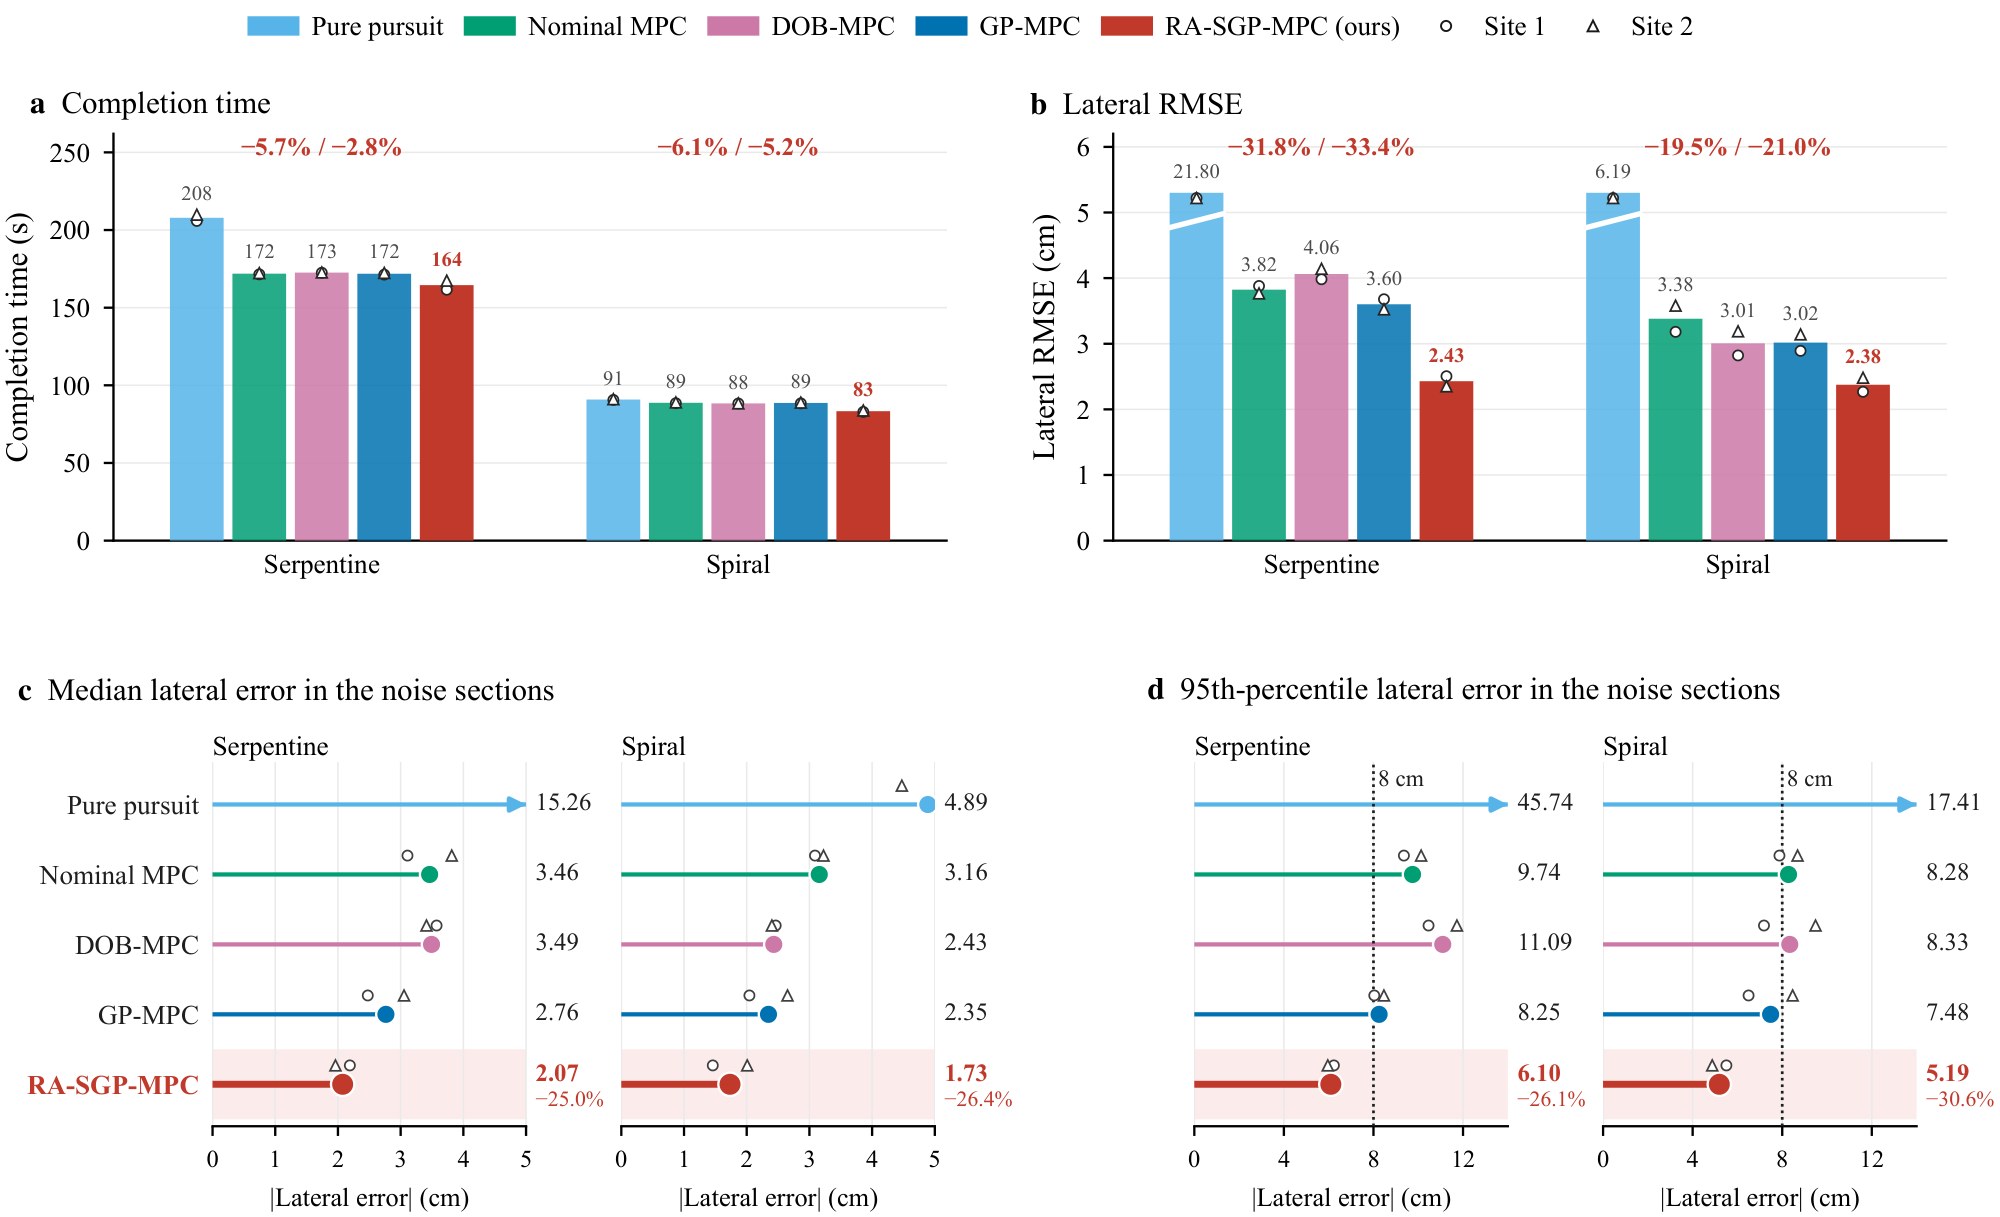 Pure pursuit Nominal MPC DOB-MPC GP-MPC RA-SGP-MPC (ours) Site 1 Site 2
a Completion time
−5.7% / −2.8% −6.1% / −5.2%
250
200
150
100
50
0
Completion time (s)
208 172 173 172 164
91 89 88 89 83
Serpentine Spiral
b Lateral RMSE
−31.8% / −33.4% −19.5% / −21.0%
6
5
4
3
2
1
0
Lateral RMSE (cm)
21.80 3.82 4.06 3.60 2.43
6.19 3.38 3.01 3.02 2.38
Serpentine Spiral
c Median lateral error in the noise sections
Serpentine Spiral
Pure pursuit 15.26 4.89
Nominal MPC 3.46 3.16
DOB-MPC 3.49 2.43
GP-MPC 2.76 2.35
RA-SGP-MPC 2.07 1.73
−25.0% −26.4%
0 1 2 3 4 5 0 1 2 3 4 5
|Lateral error| (cm) |Lateral error| (cm)
d 95th-percentile lateral error in the noise sections
Serpentine Spiral
8 cm 8 cm
45.74 17.41
9.74 8.28
11.09 8.33
8.25 7.48
6.10 5.19
−26.1% −30.6%
0 4 8 12 0 4 8 12
|Lateral error| (cm) |Lateral error| (cm)